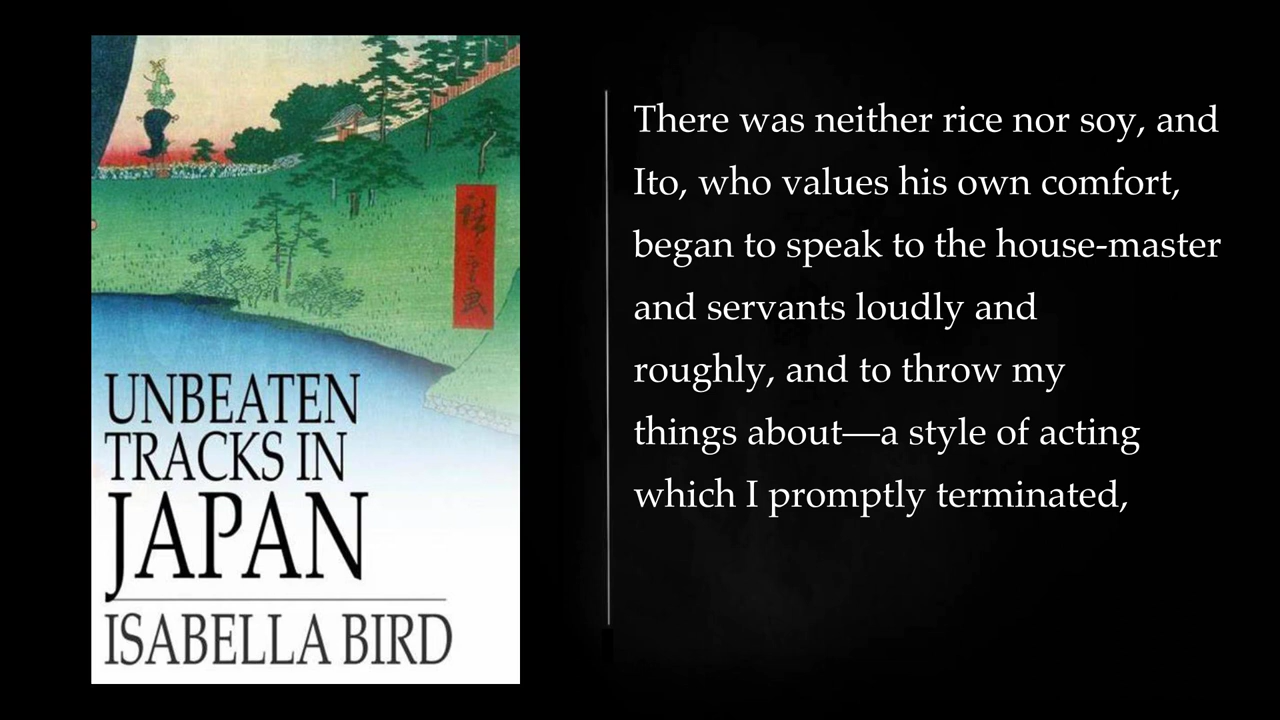 UNBEATEN
TRACKS IN
JAPAN
ISABELLA BIRD
There was neither rice nor soy, and
Ito, who values his own comfort,
began to speak to the house-master
and servants loudly and
roughly, and to throw my
things about—a style of acting
which I promptly terminated,